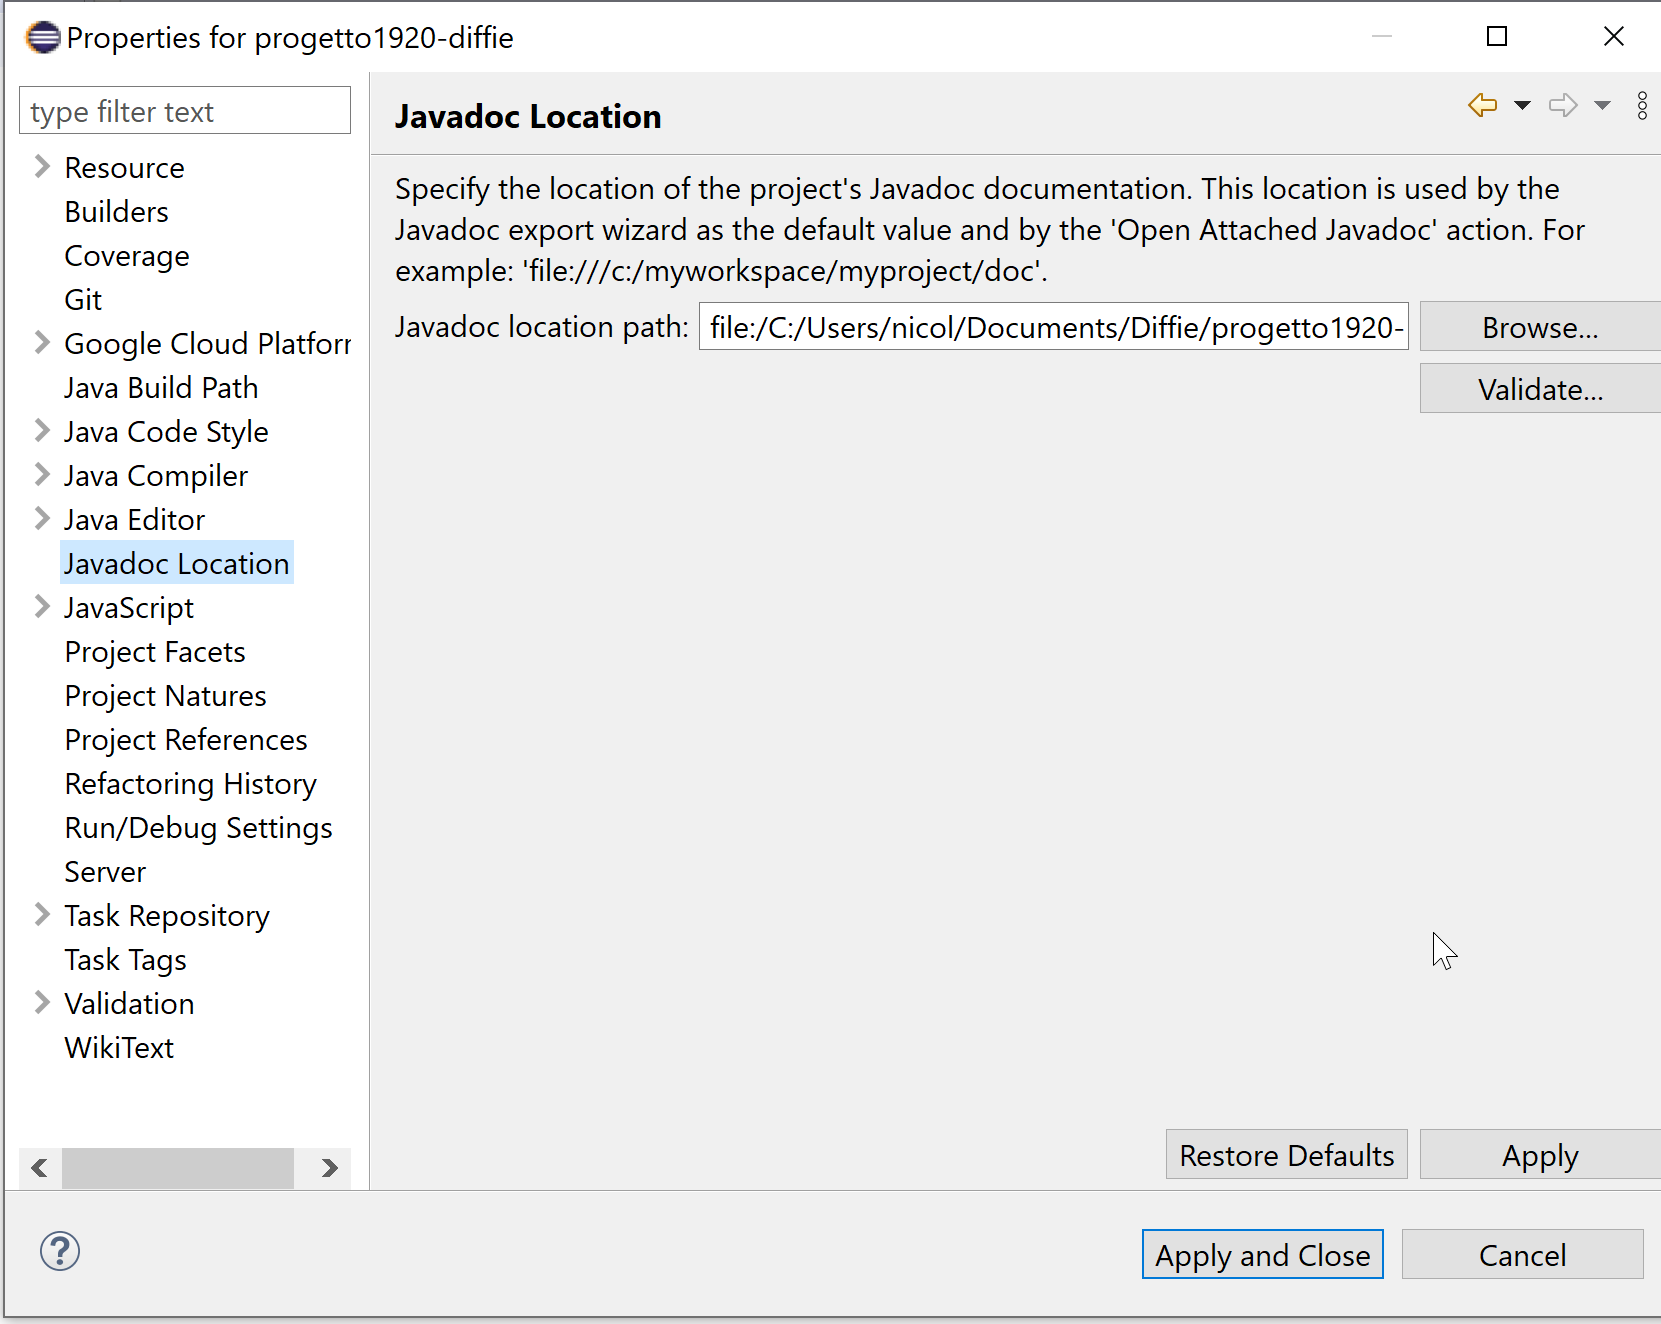 Properties for progetto1920-diffie
type filter text
Resource
Builders
Coverage
Git
Google Cloud Platfor
Java Build Path
Java Code Style
Java Compiler
Java Editor
Javadoc Location
JavaScript
Project Facets
Project Natures
Project References
Refactoring History
Run/Debug Settings
Server
Task Repository
Task Tags
Validation
WikiText
Javadoc Location
Specify the location of the project's Javadoc documentation. This location is used by the
Javadoc export wizard as the default value and by the 'Open Attached Javadoc' action. For
example: 'file:///c:/myworkspace/myproject/doc'.
Javadoc location path: file:/C:/Users/nicol/Documents/Diffie/progetto1920-
Browse...
Validate...
Restore Defaults
Apply
Apply and Close
Cancel